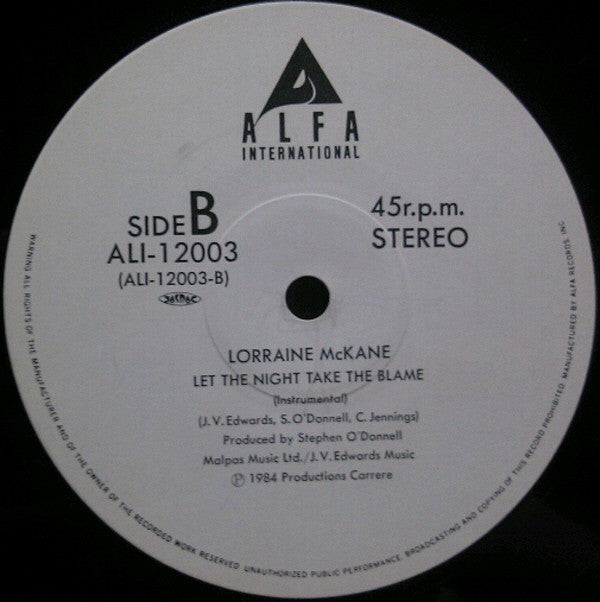 ALFA
INTERNATIONAL
SIDE B
ALI-12003
(ALI-12003-B)
JASRAC
45r.p.m.
STEREO
LORRAINE McKANE
LET THE NIGHT TAKE THE BLAME
(Instrumental)
(J.V. Edwards, S.O'Donnell, C. Jennings)
Produced by Stephen O'Donnell
Malpas Music Ltd./J.V. Edwards Music
Ⓟ 1984 Productions Carrere
WARNING ALL RIGHTS OF THE MANUFACTURER AND OF THE OWNER OF THE RECORDED WORK RESERVED. UNAUTHORIZED PUBLIC PERFORMANCE, BROADCASTING AND COPYING OF THIS RECORD PROHIBITED. MANUFACTURED BY ALFA RECORDS, INC